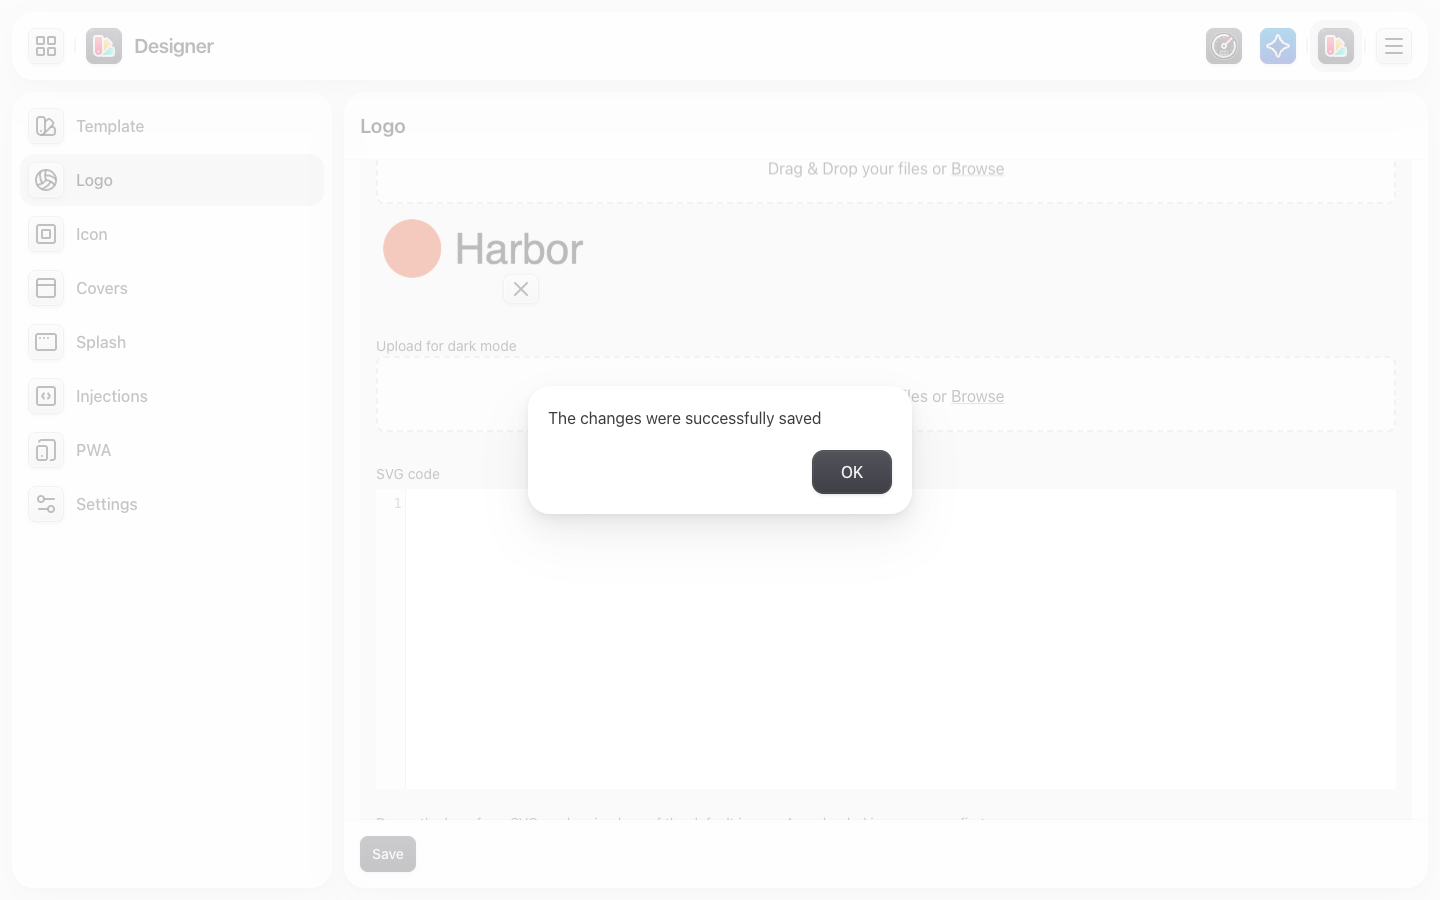 Designer
Template
Logo
Icon
Covers
Splash
Injections
PWA
Settings
Logo
Drag & Drop your files or Browse
Harbor
Upload for dark mode
files or Browse
The changes were successfully saved
OK
SVG code
1
Save